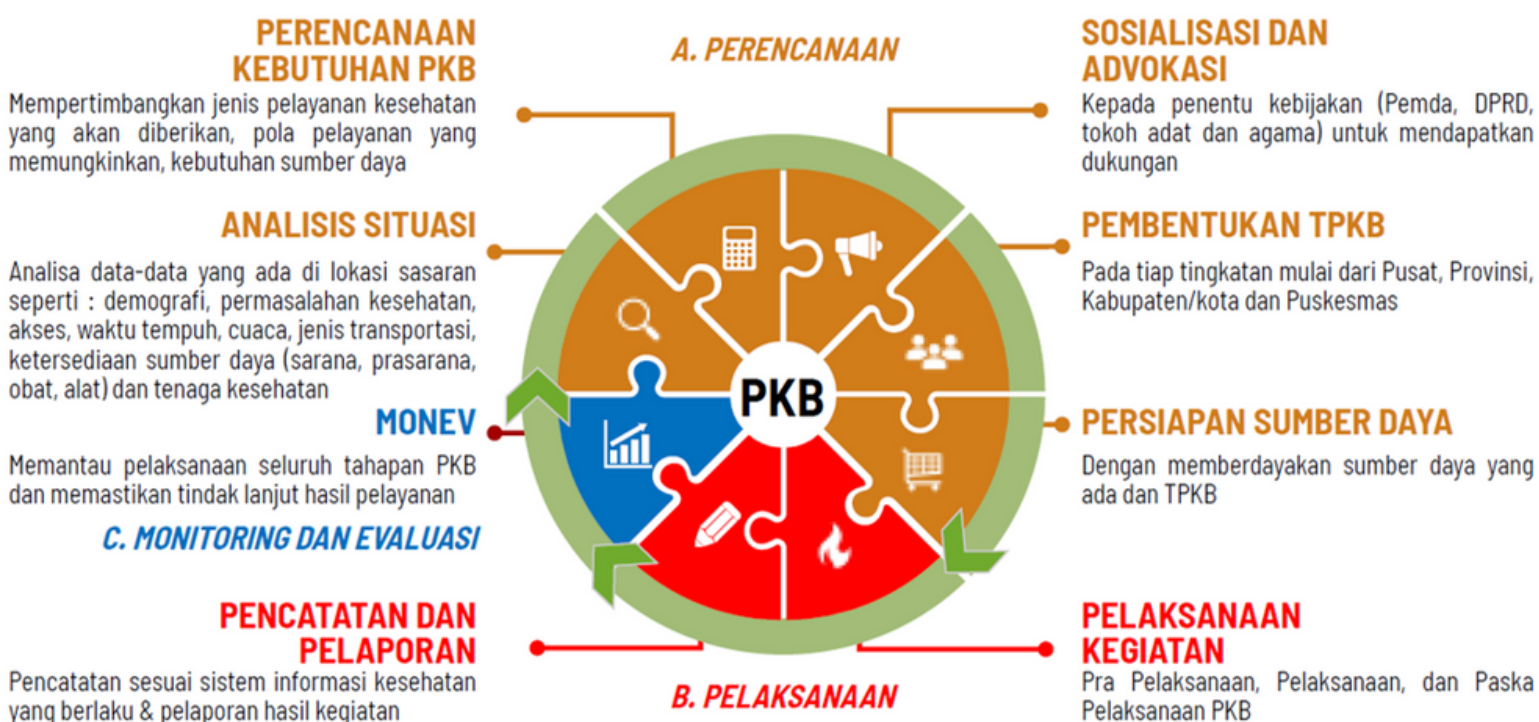 A. PERENCANAAN
PERENCANAAN
KEBUTUHAN PKB
Mempertimbangkan jenis pelayanan kesehatan
yang akan diberikan, pola pelayanan yang
memungkinkan, kebutuhan sumber daya
ANALISIS SITUASI
Analisa data-data yang ada di lokasi sasaran
seperti : demografi, permasalahan kesehatan,
akses, waktu tempuh, cuaca, jenis transportasi,
ketersediaan sumber daya (sarana, prasarana,
obat, alat) dan tenaga kesehatan
MONEV
Memantau pelaksanaan seluruh tahapan PKB
dan memastikan tindak lanjut hasil pelayanan
C. MONITORING DAN EVALUASI
PENCATATAN DAN
PELAPORAN
Pencatatan sesuai sistem informasi kesehatan
yang berlaku & pelaporan hasil kegiatan
PKB
B. PELAKSANAAN
SOSIALISASI DAN
ADVOKASI
Kepada penentu kebijakan (Pemda, DPRD,
tokoh adat dan agama) untuk mendapatkan
dukungan
PEMBENTUKAN TPKB
Pada tiap tingkatan mulai dari Pusat, Provinsi,
Kabupaten/kota dan Puskesmas
PERSIAPAN SUMBER DAYA
Dengan memberdayakan sumber daya yang
ada dan TPKB
PELAKSANAAN
KEGIATAN
Pra Pelaksanaan, Pelaksanaan, dan Paska
Pelaksanaan PKB